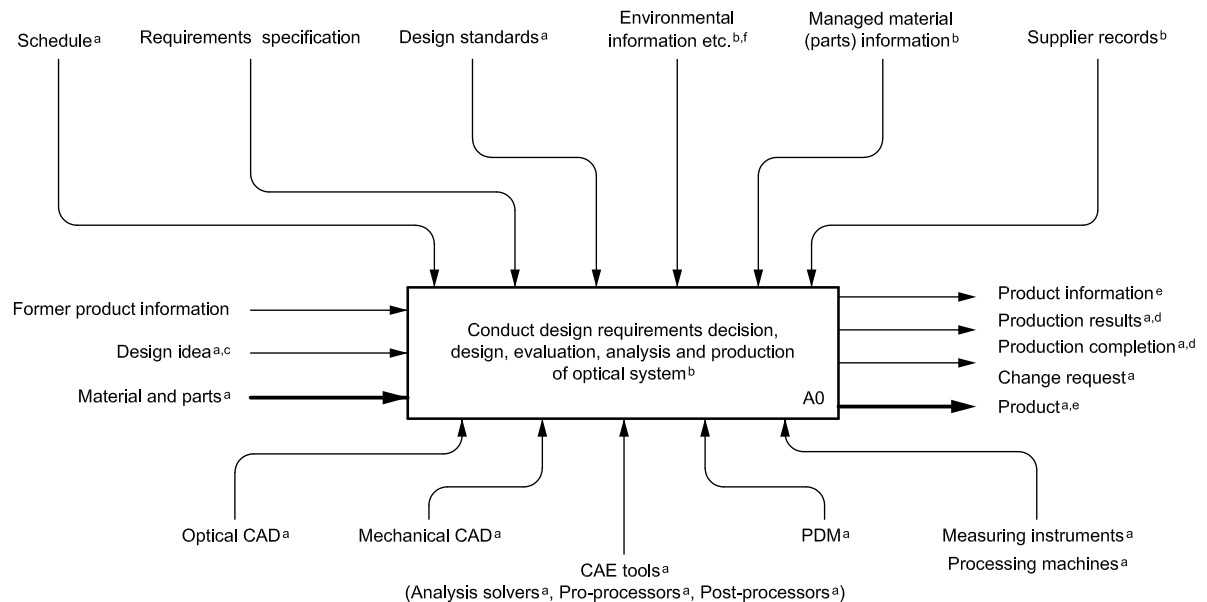 Schedule a
Requirements specification
Design standards a
Environmental
information etc. b,f
Managed material
(parts) information b
Supplier records b
Former product information
Design idea a,c
Material and parts a
Conduct design requirements decision,
design, evaluation, analysis and production
of optical system b
A0
Product information e
Production results a,d
Production completion a,d
Change request a
Product a,e
Optical CAD a
Mechanical CAD a
CAE tools a
(Analysis solvers a, Pro-processors a, Post-processors a)
PDM a
Measuring instruments a
Processing machines a